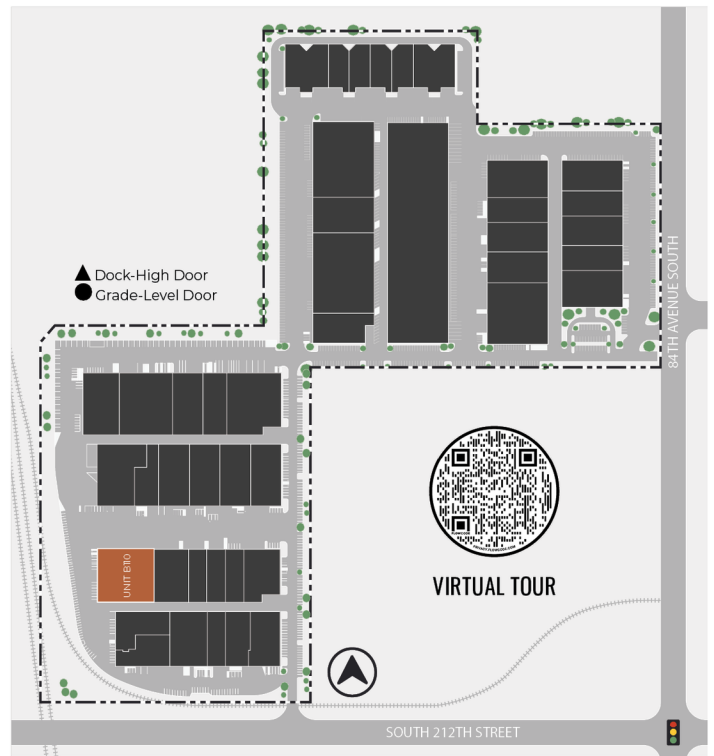 Dock-High Door
Grade-Level Door
84TH AVENUE SOUTH
UNIT B110
VIRTUAL TOUR
SOUTH 212TH STREET